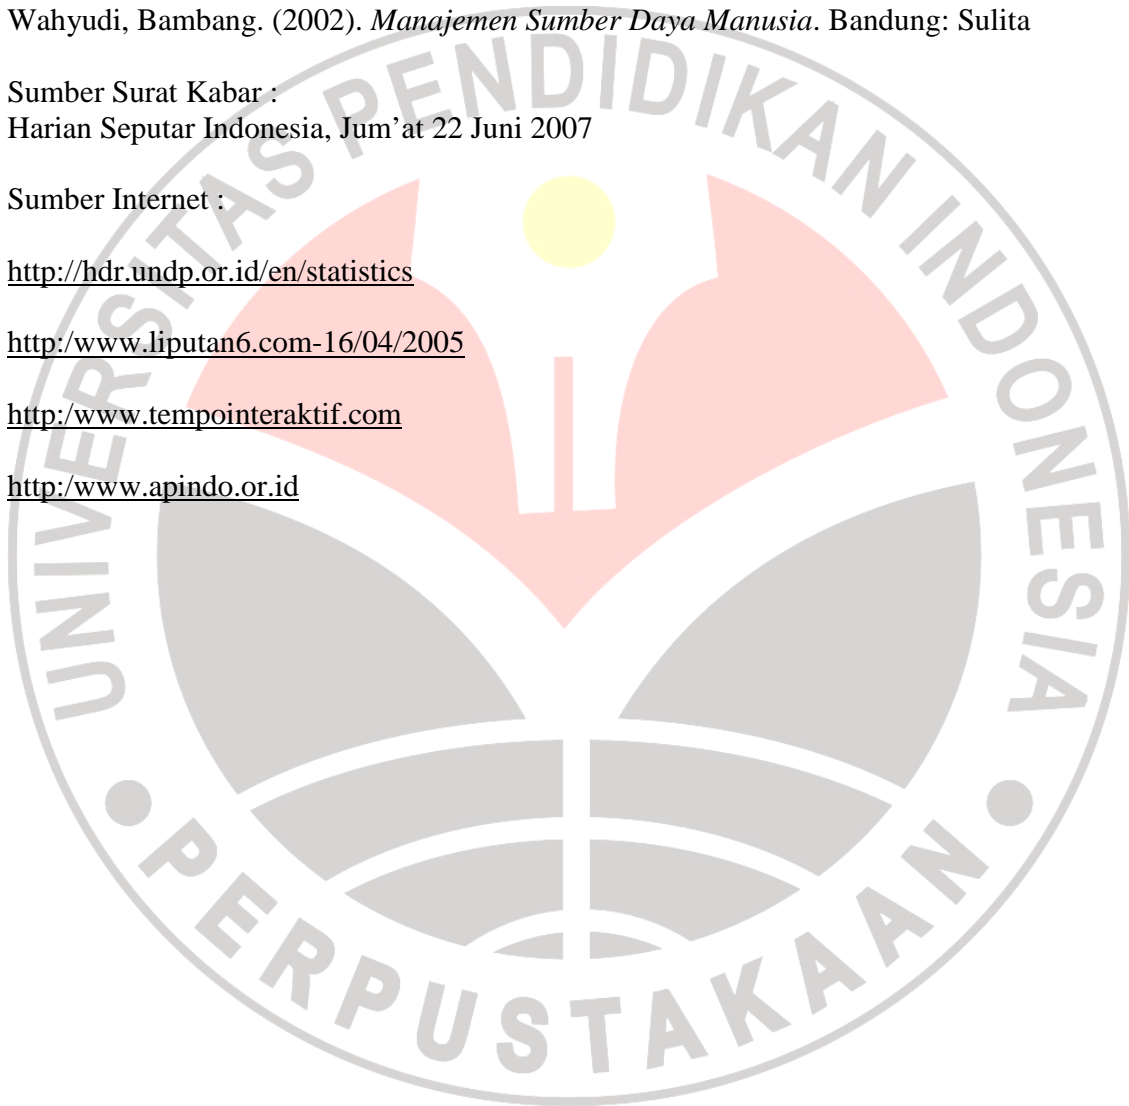 Wahyudi, Bambang. (2002). Manajemen Sumber Daya Manusia. Bandung: Sulita
Sumber Surat Kabar :
Harian Seputar Indonesia, Jum’at 22 Juni 2007
Sumber Internet :
http://hdr.undp.or.id/en/statistics
http:/www.liputan6.com-16/04/2005
http:/www.tempointeraktif.com
http:/www.apindo.or.id
UNIVERSITAS PENDIDIKAN INDONESIA
PERPUSTAKAAN